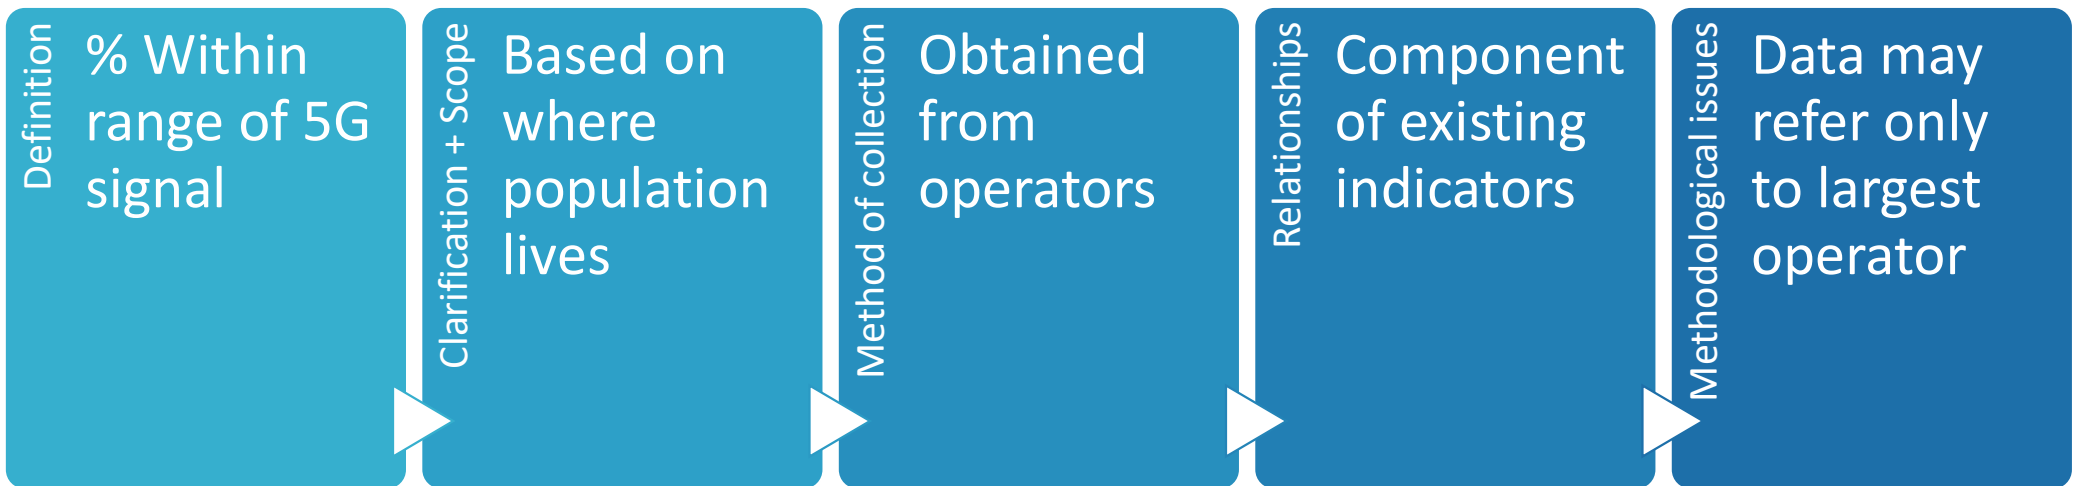 Definition
% Within
range of 5G
signal
Clarification + Scope
Based on
where
population
lives
Method of collection
Obtained
from
operators
Relationships
Component
of existing
indicators
Methodological issues
Data may
refer only
to largest
operator